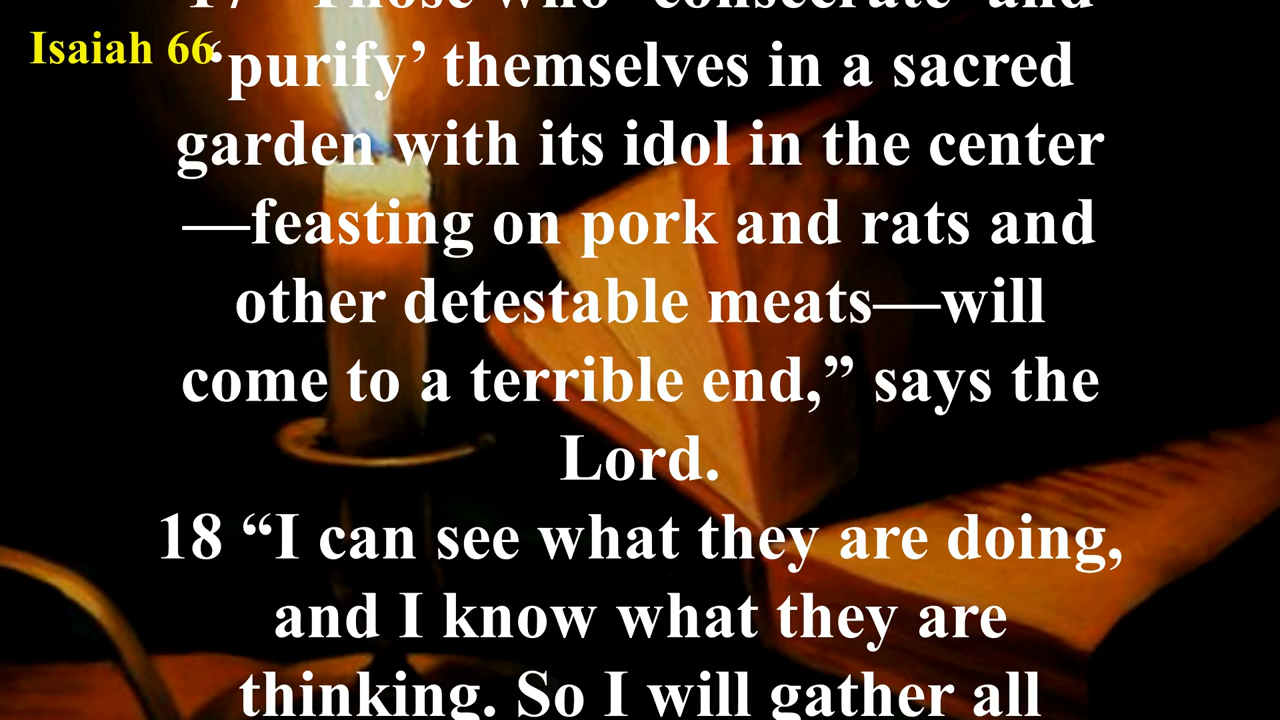 17 “Those who ‘consecrate’ and
Isaiah 66
‘purify’ themselves in a sacred
garden with its idol in the center
—feasting on pork and rats and
other detestable meats—will
come to a terrible end,” says the
Lord.
18 “I can see what they are doing,
and I know what they are
thinking. So I will gather all